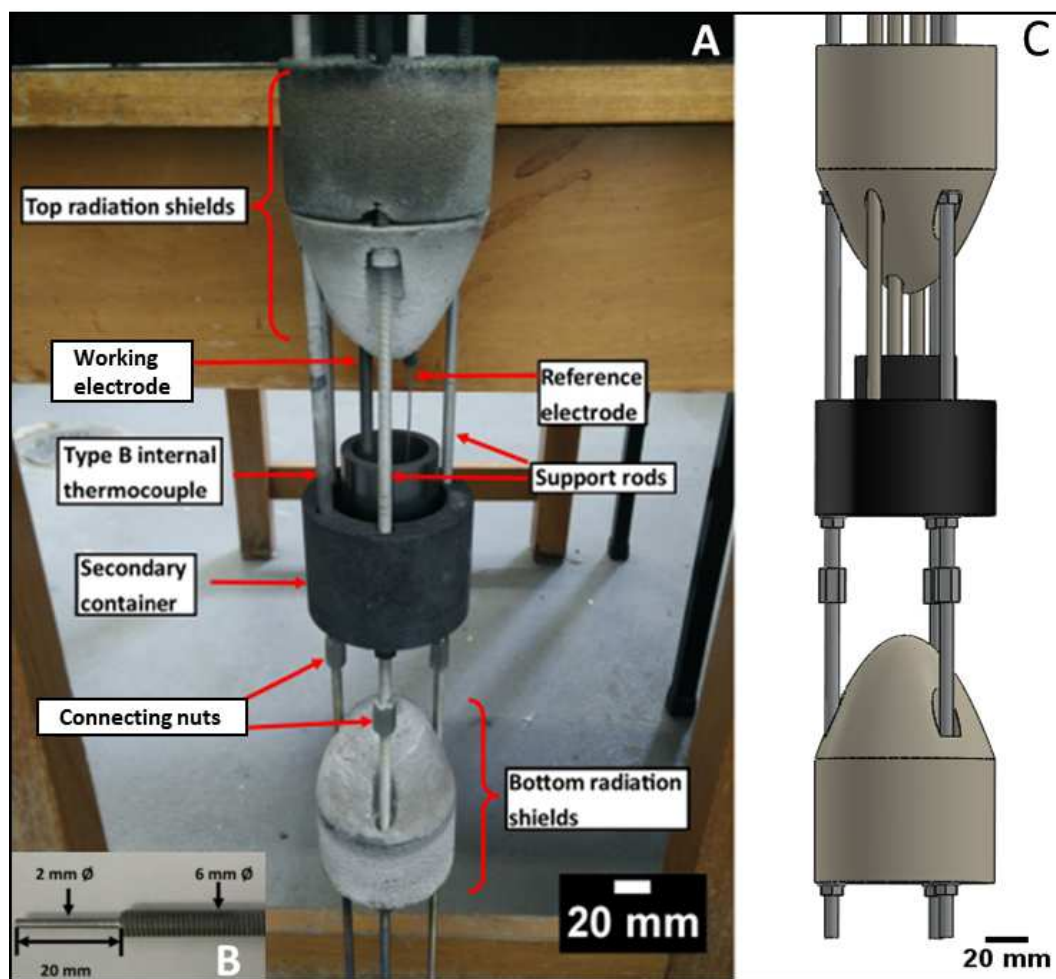 A
C
Top radiation shields
Working
electrode
Reference
electrode
Type B internal
thermocouple
Support rods
Secondary
container
Connecting nuts
Bottom radiation
shields
2 mm Ø
6 mm Ø
20 mm
B
20 mm
20 mm